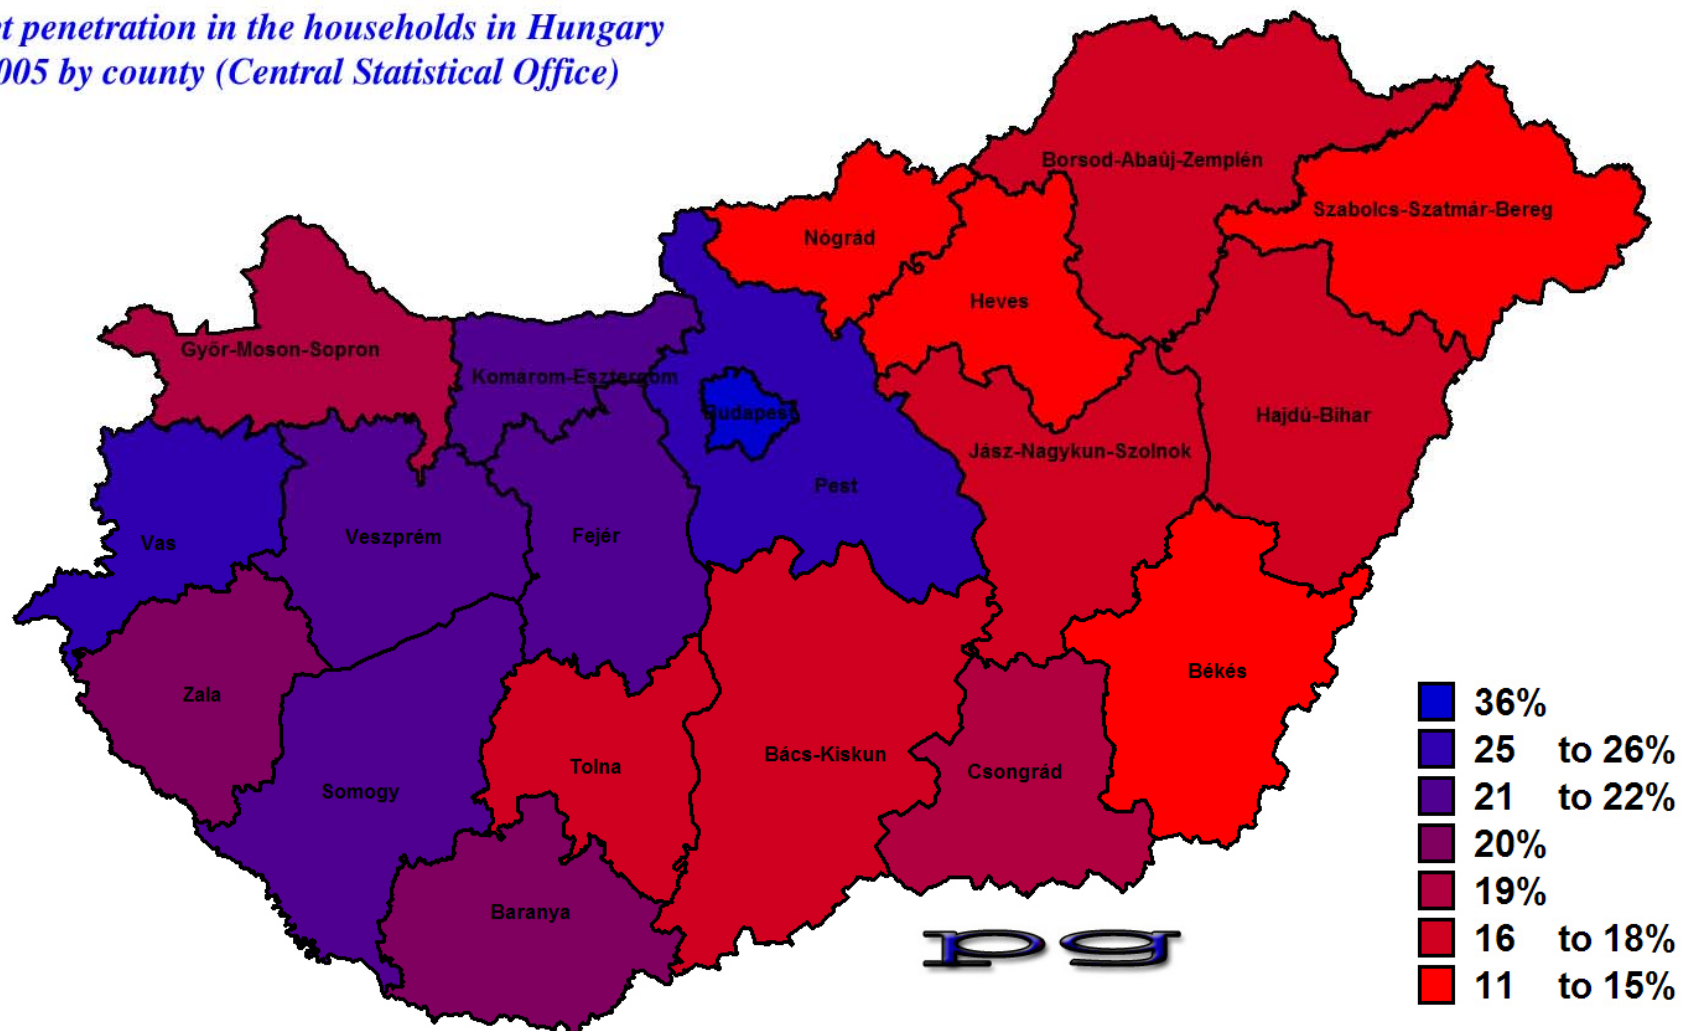 penetration in the households in Hungary
by county (Central Statistical Office)
Borsod-Abaúj-Zemplén
Szabolcs-Szatmár-Bereg
Nógrád
Heves
Győr-Moson-Sopron
Komárom-Esztergom
Budapest
Hajdú-Bihar
Jász-Nagykun-Szolnok
Pest
Vas
Veszprém
Fejér
Békés
Zala
Bács-Kiskun
Tolna
Csongrád
Somogy
Baranya
pg
36%
25 to 26%
21 to 22%
20%
19%
16 to 18%
11 to 15%